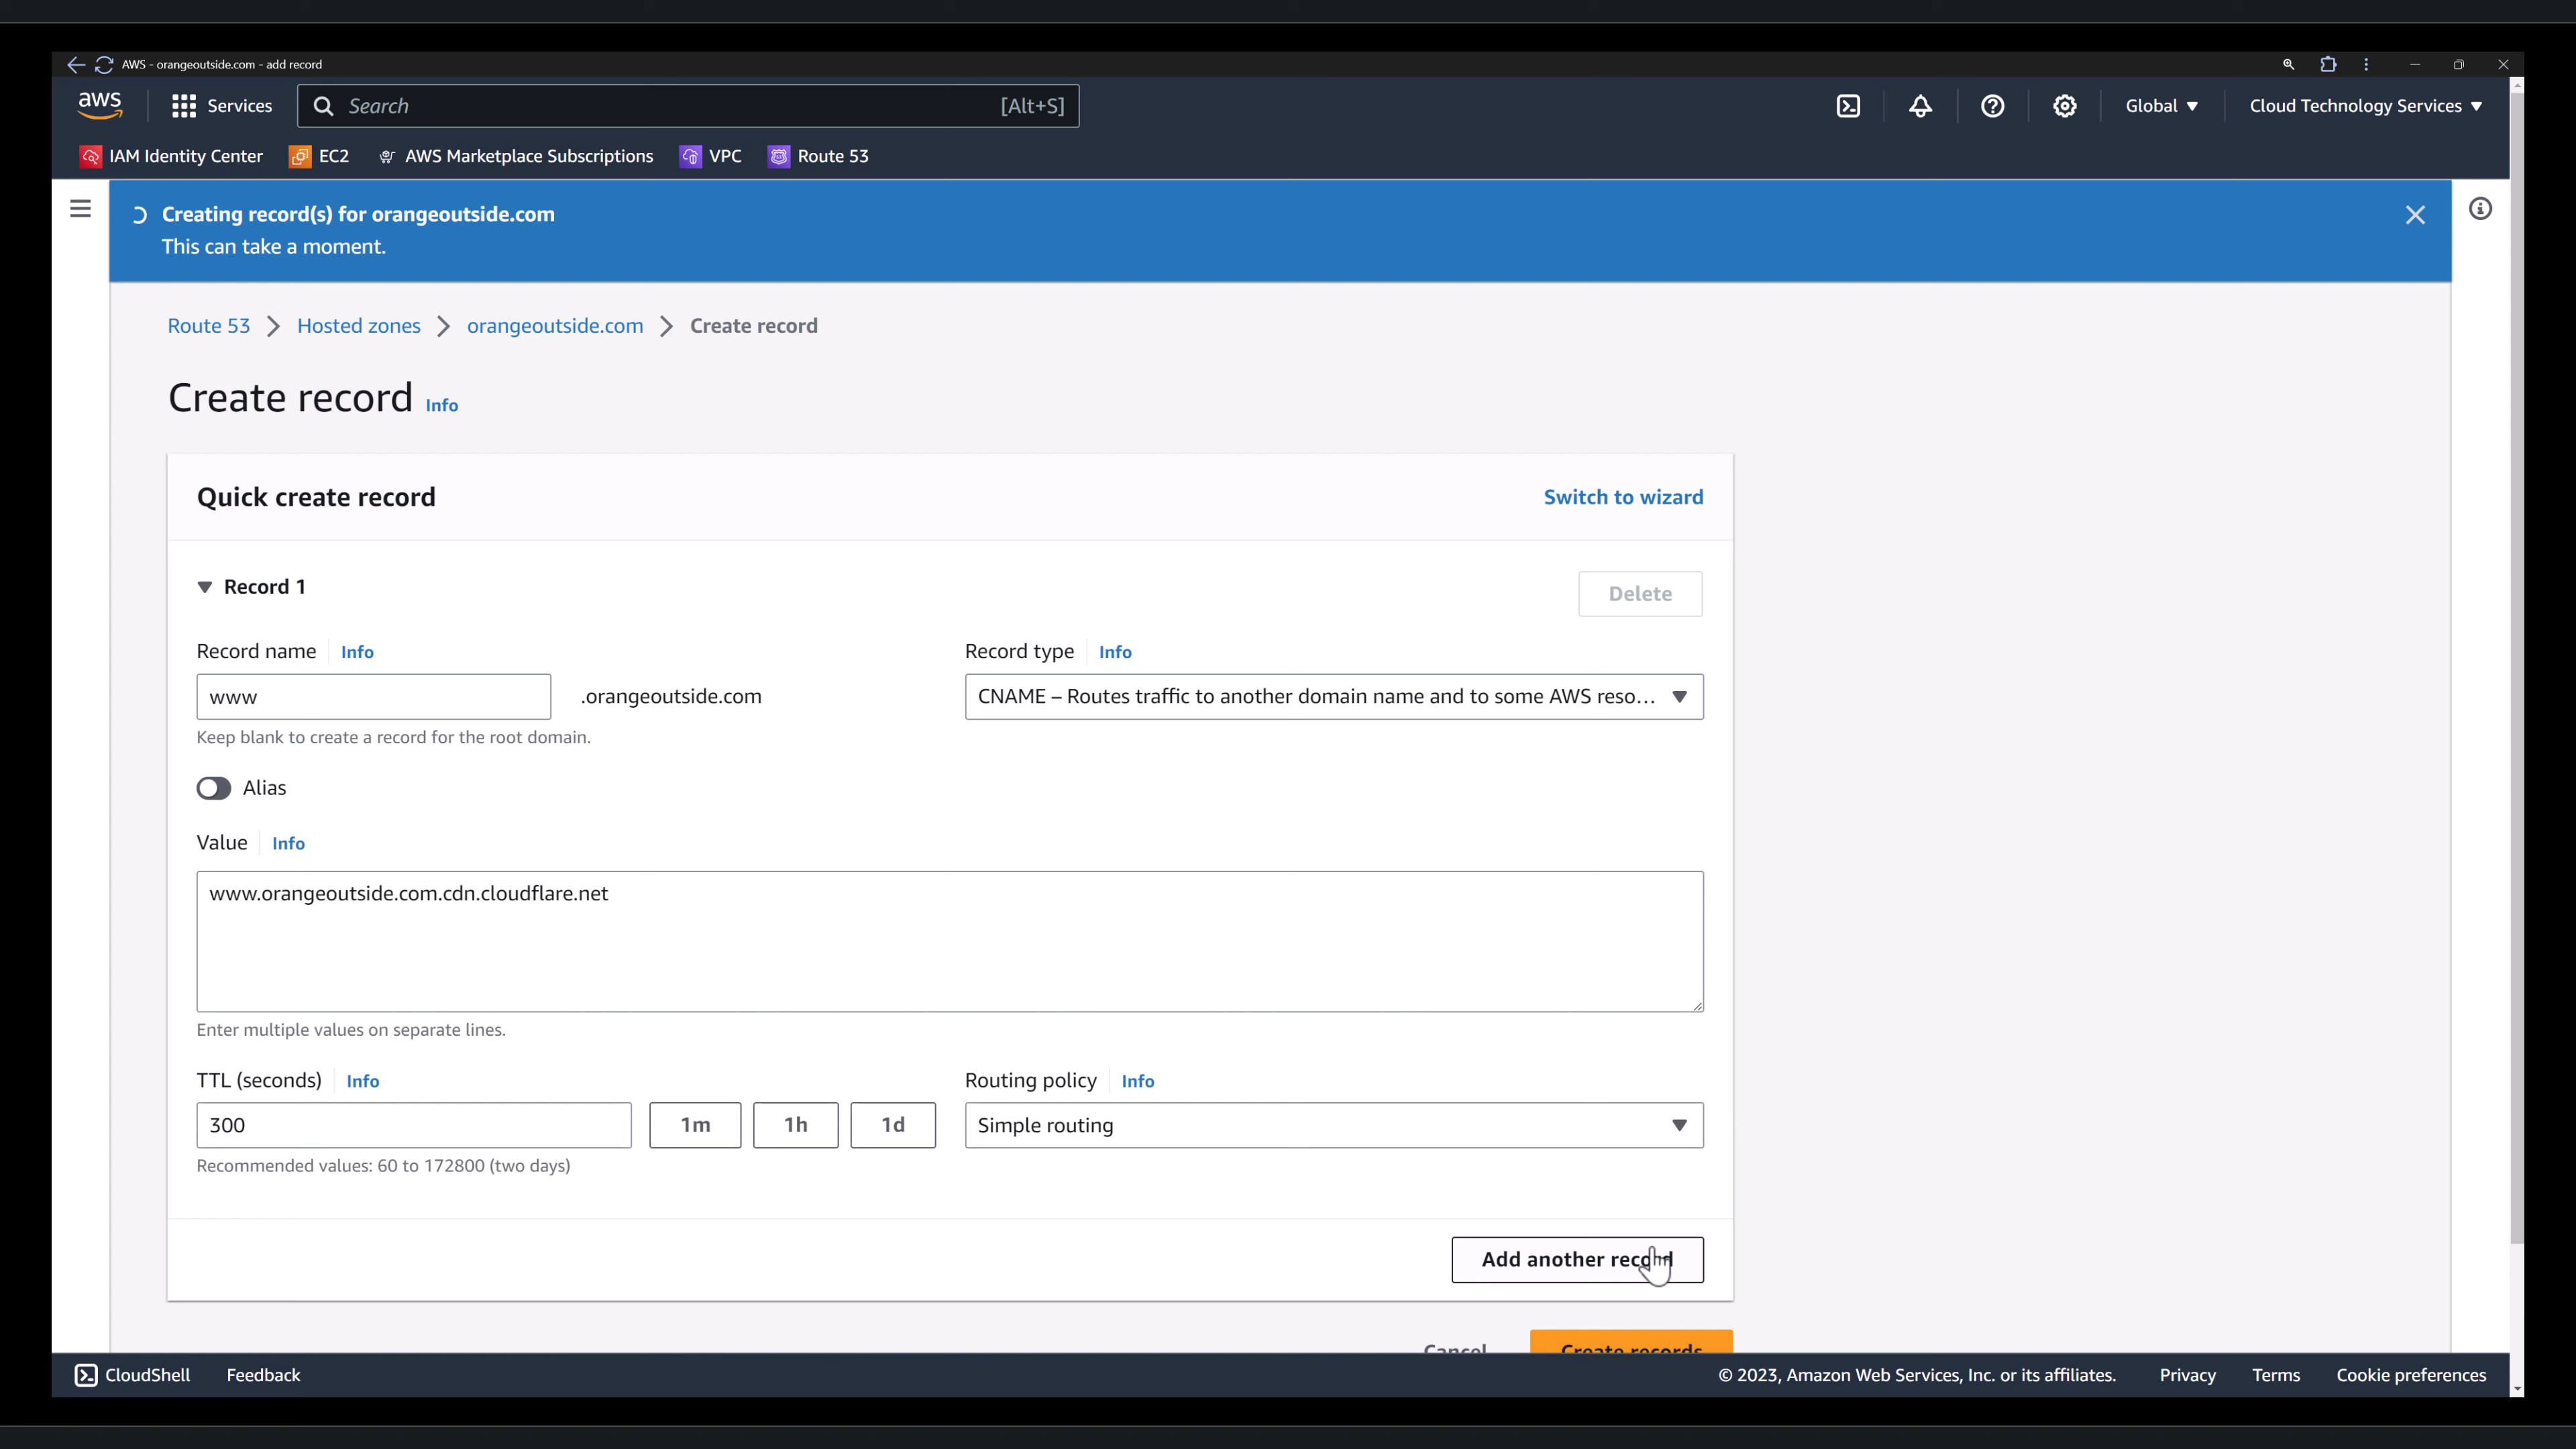 AWS - orangeoutside.com - add record
aws
Services
Search
[Alt+S]
Global
Cloud Technology Services
IAM Identity Center
EC2
AWS Marketplace Subscriptions
VPC
Route 53
Creating record(s) for orangeoutside.com
This can take a moment.
Route 53
Hosted zones
orangeoutside.com
Create record
Create record Info
Quick create record
Switch to wizard
Record 1
Delete
Record name Info
Record type Info
www
.orangeoutside.com
CNAME – Routes traffic to another domain name and to some AWS reso...
Keep blank to create a record for the root domain.
Alias
Value Info
www.orangeoutside.com.cdn.cloudflare.net
Enter multiple values on separate lines.
TTL (seconds) Info
Routing policy Info
300
1m
1h
1d
Simple routing
Recommended values: 60 to 172800 (two days)
Add another record
Cancel
Create records
CloudShell
Feedback
© 2023, Amazon Web Services, Inc. or its affiliates.
Privacy
Terms
Cookie preferences